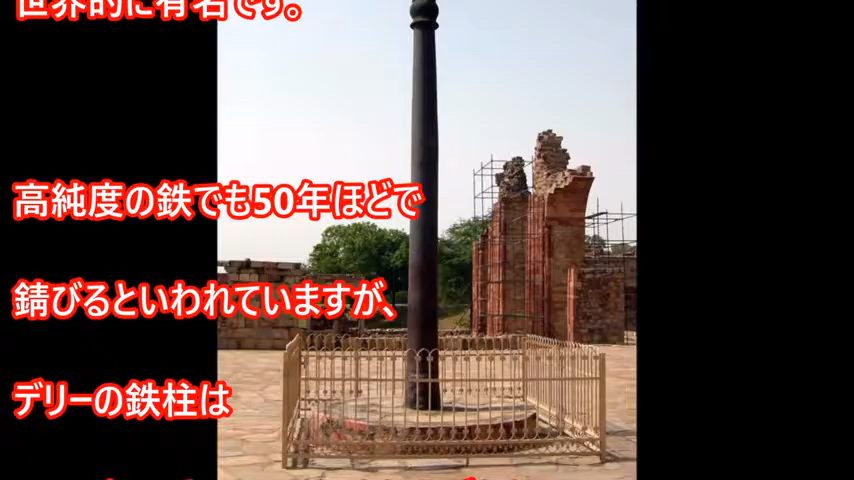 世界的に有名です。
高純度の鉄でも50年ほどで
錆びるといわれていますが、
デリーの鉄柱は